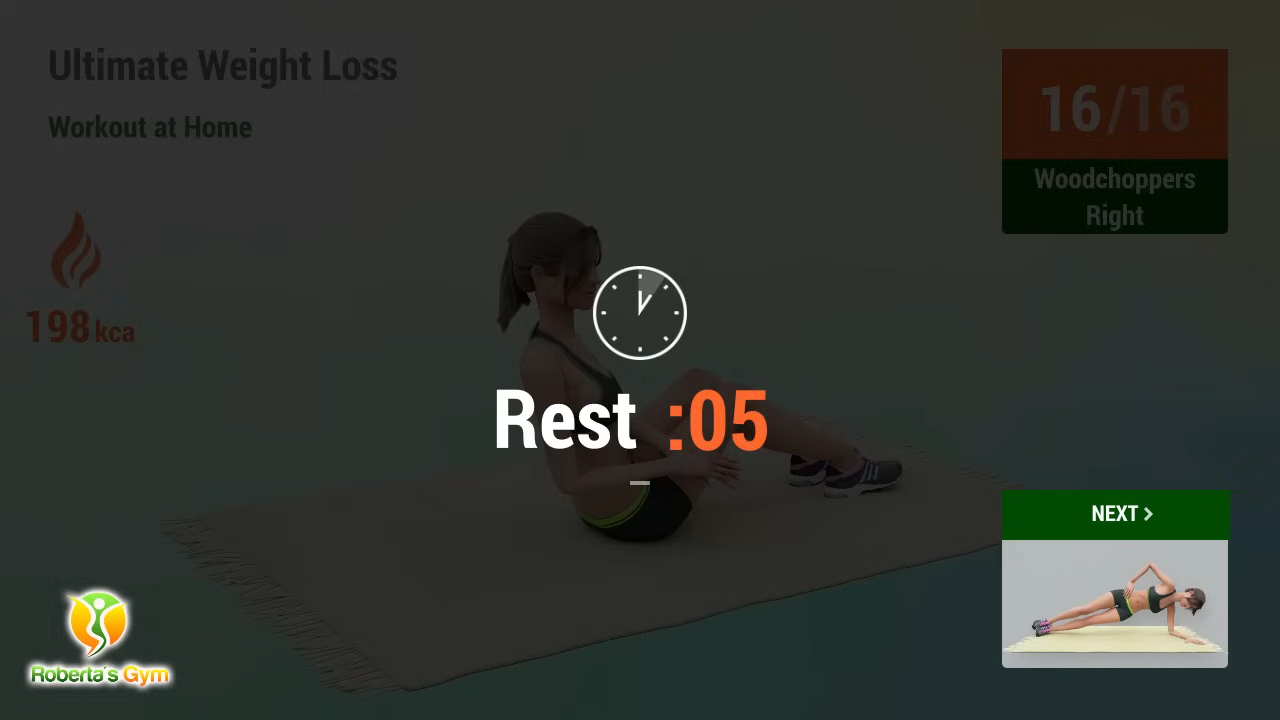 Ultimate Weight Loss
Workout at Home
16/16
Woodchoppers
Right
198 kca
Rest :05
NEXT >
Roberta's Gym